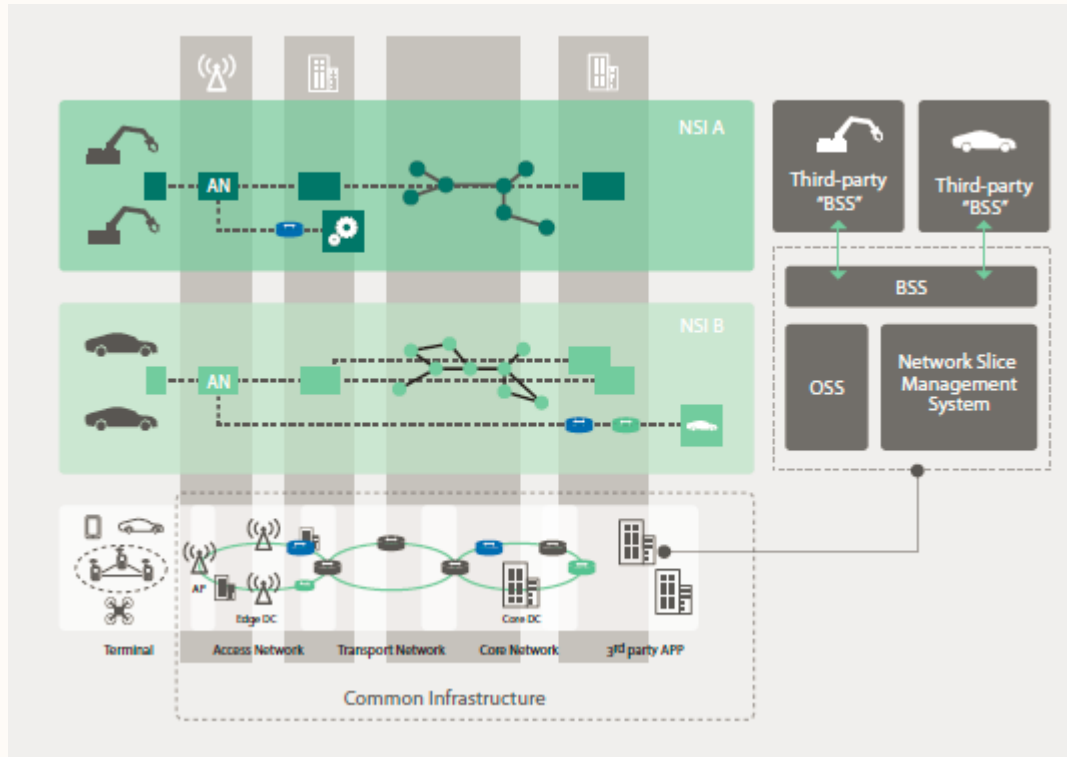 NSI A
AN
Third-party
"BSS"
Third-party
"BSS"
BSS
NSI B
AN
OSS
Network Slice
Management
System
AP
Edge DC
Core DC
Terminal
Access Network
Transport Network
Core Network
3rd party APP
Common Infrastructure